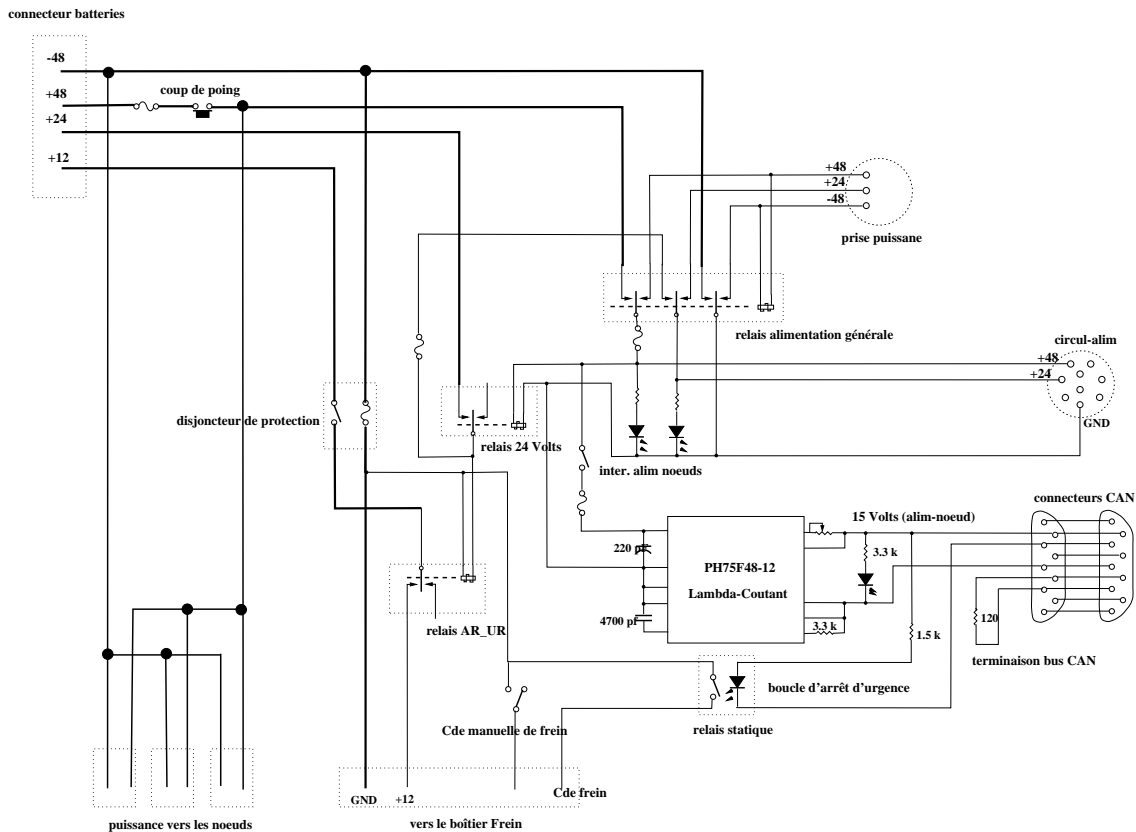 connecteur batteries
-48
+48
+24
+12
coup de poing
+48
+24
-48
prise puissane
relais alimentation générale
circul-alim
+48
+24
GND
disjoncteur de protection
relais 24 Volts
inter. alim noeuds
connecteurs CAN
15 Volts (alim-noeud)
220 pf
3.3 k
PH75F48-12
Lambda-Coutant
4700 pf
3.3 k
120
1.5 k
relais AR_UR
terminaison bus CAN
boucle d'arrêt d'urgence
relais statique
Cde manuelle de frein
Cde frein
GND
+12
puissance vers les noeuds
vers le boîtier Frein